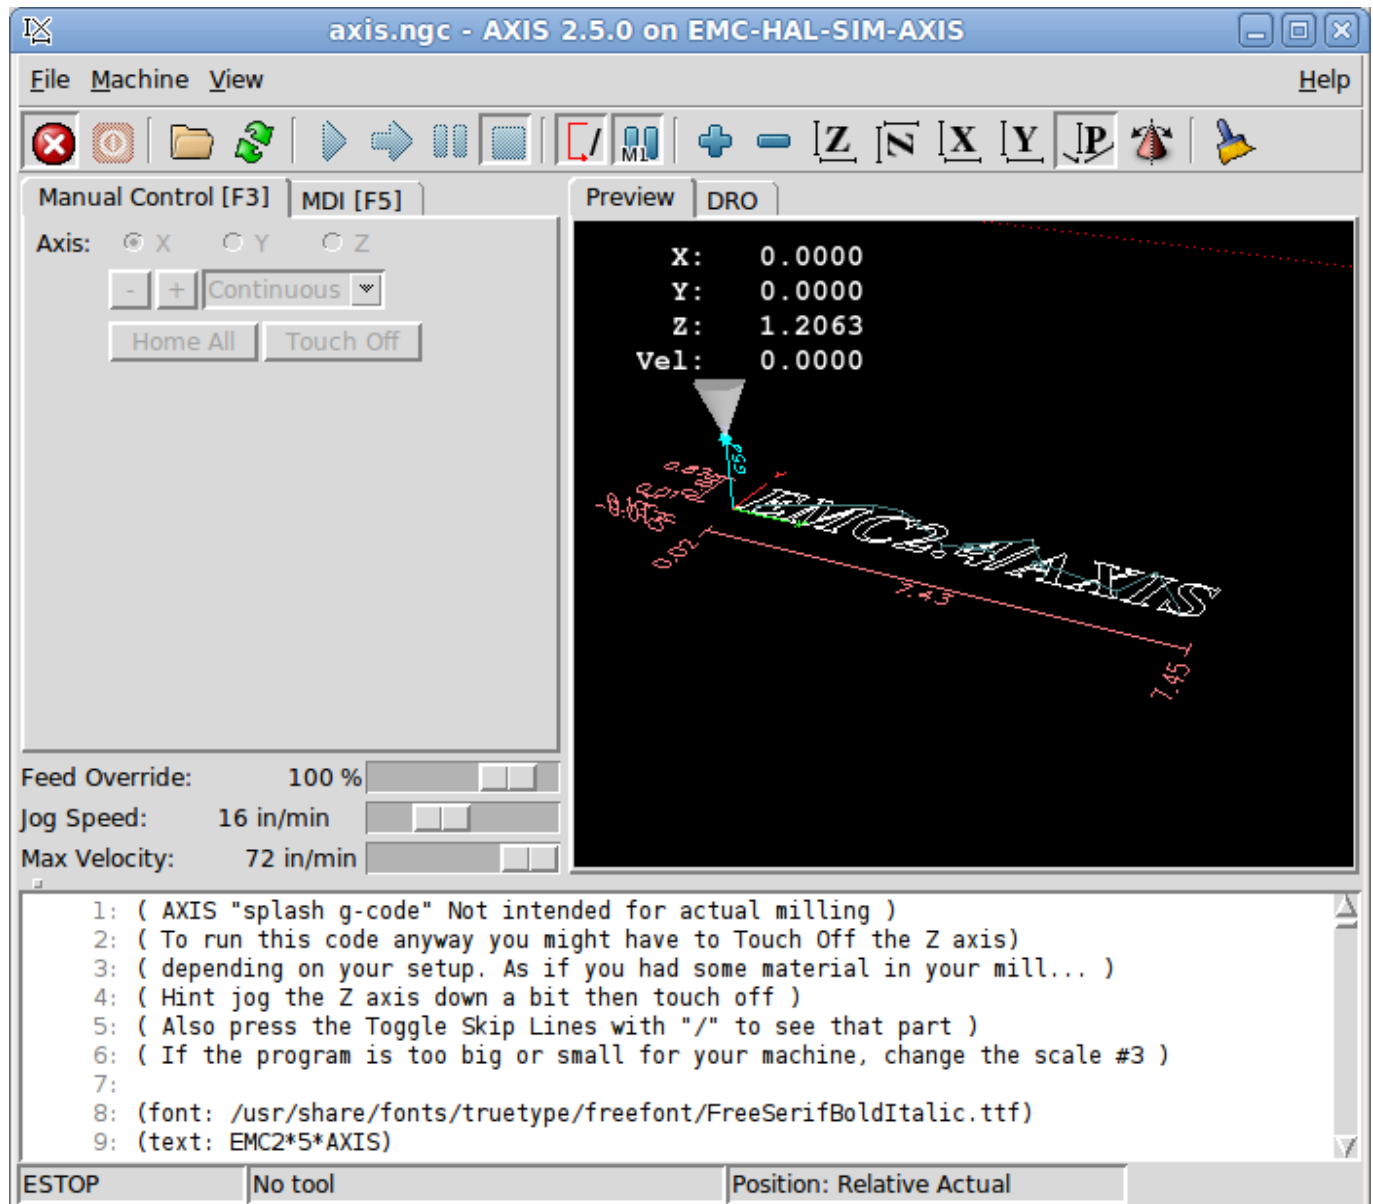 axis.ngc - AXIS 2.5.0 on EMC-HAL-SIM-AXIS
File Machine View Help
M1 Z N X Y P
Manual Control [F3] MDI [F5]
Preview DRO
Axis: X Y Z
- + Continuous
Home All Touch Off
X: 0.0000
Y: 0.0000
Z: 1.2063
Vel: 0.0000
G54
EMC2.4/AXIS
0.02
7.43
7.45
Feed Override: 100 %
Jog Speed: 16 in/min
Max Velocity: 72 in/min
1: ( AXIS "splash g-code" Not intended for actual milling )
2: ( To run this code anyway you might have to Touch Off the Z axis)
3: ( depending on your setup. As if you had some material in your mill... )
4: ( Hint jog the Z axis down a bit then touch off )
5: ( Also press the Toggle Skip Lines with "/" to see that part )
6: ( If the program is too big or small for your machine, change the scale #3 )
7:
8: (font: /usr/share/fonts/truetype/freefont/FreeSerifBoldItalic.ttf)
9: (text: EMC2*5*AXIS)
ESTOP No tool Position: Relative Actual